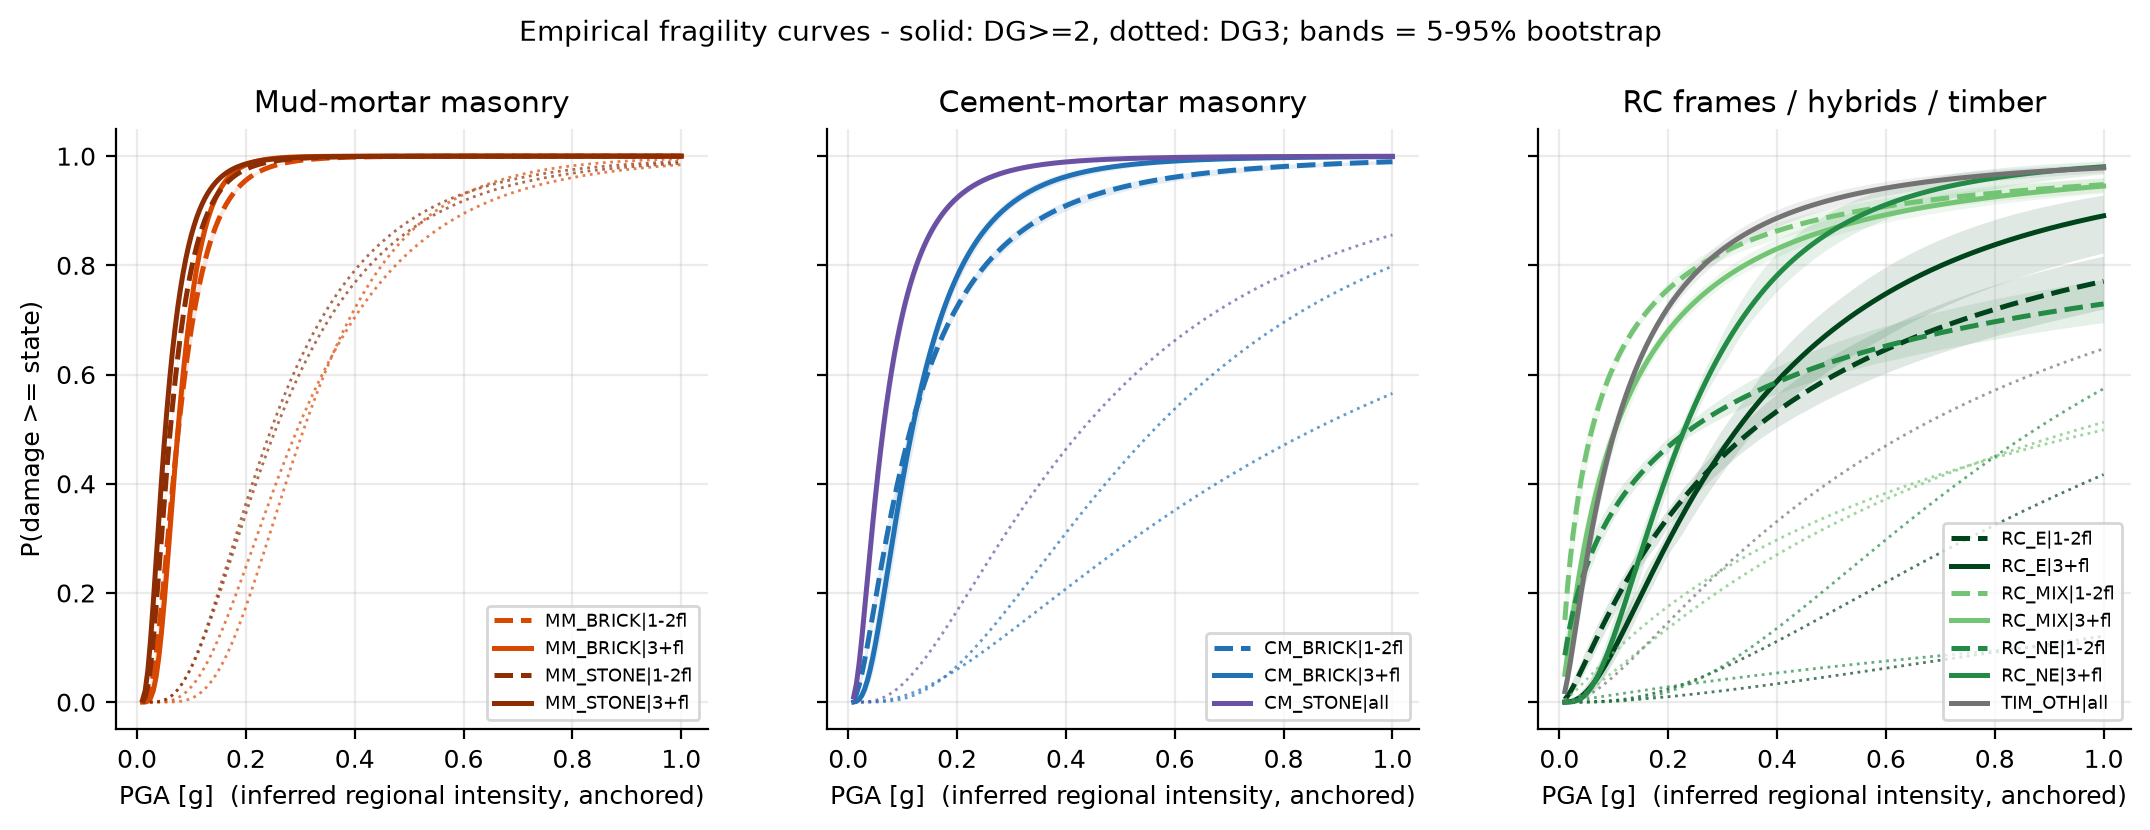 Empirical fragility curves - solid: DG>=2, dotted: DG3; bands = 5-95% bootstrap
Mud-mortar masonry
Cement-mortar masonry
RC frames / hybrids / timber
P(damage >= state)
1.0
0.8
0.6
0.4
0.2
0.0
MM_BRICK|1-2fl
MM_BRICK|3+fl
MM_STONE|1-2fl
MM_STONE|3+fl
CM_BRICK|1-2fl
CM_BRICK|3+fl
CM_STONE|all
RC_E|1-2fl
RC_E|3+fl
RC_MIX|1-2fl
RC_MIX|3+fl
RC_NE|1-2fl
RC_NE|3+fl
TIM_OTH|all
0.0 0.2 0.4 0.6 0.8 1.0
0.0 0.2 0.4 0.6 0.8 1.0
0.0 0.2 0.4 0.6 0.8 1.0
PGA [g]  (inferred regional intensity, anchored)
PGA [g]  (inferred regional intensity, anchored)
PGA [g]  (inferred regional intensity, anchored)